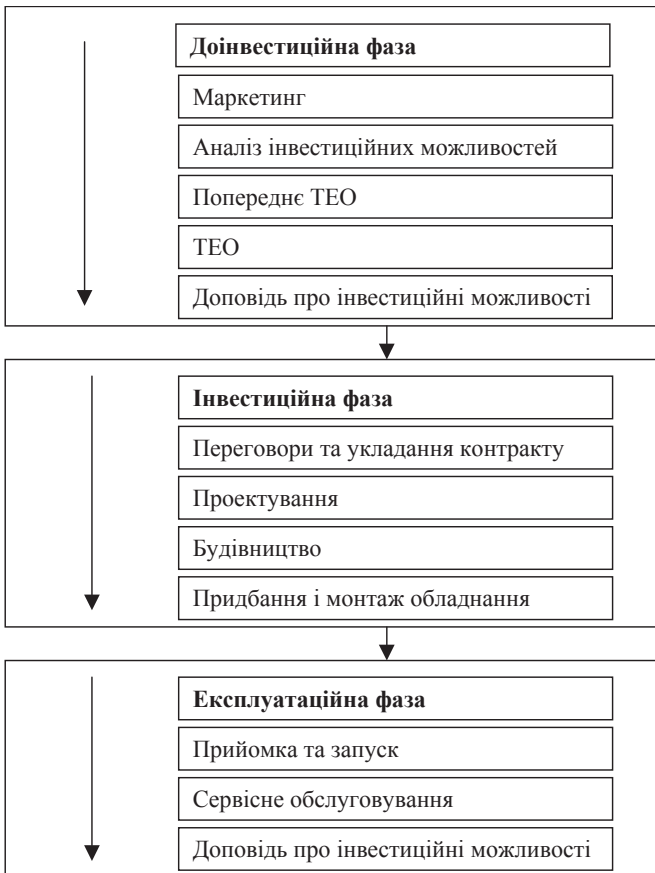 Доінвестиційна фаза
Маркетинг
Аналіз інвестиційних можливостей
Попереднє ТЕО
ТЕО
Доповідь про інвестиційні можливості
Інвестиційна фаза
Переговори та укладання контракту
Проектування
Будівництво
Придбання і монтаж обладнання
Експлуатаційна фаза
Прийомка та запуск
Сервісне обслуговування
Доповідь про інвестиційні можливості